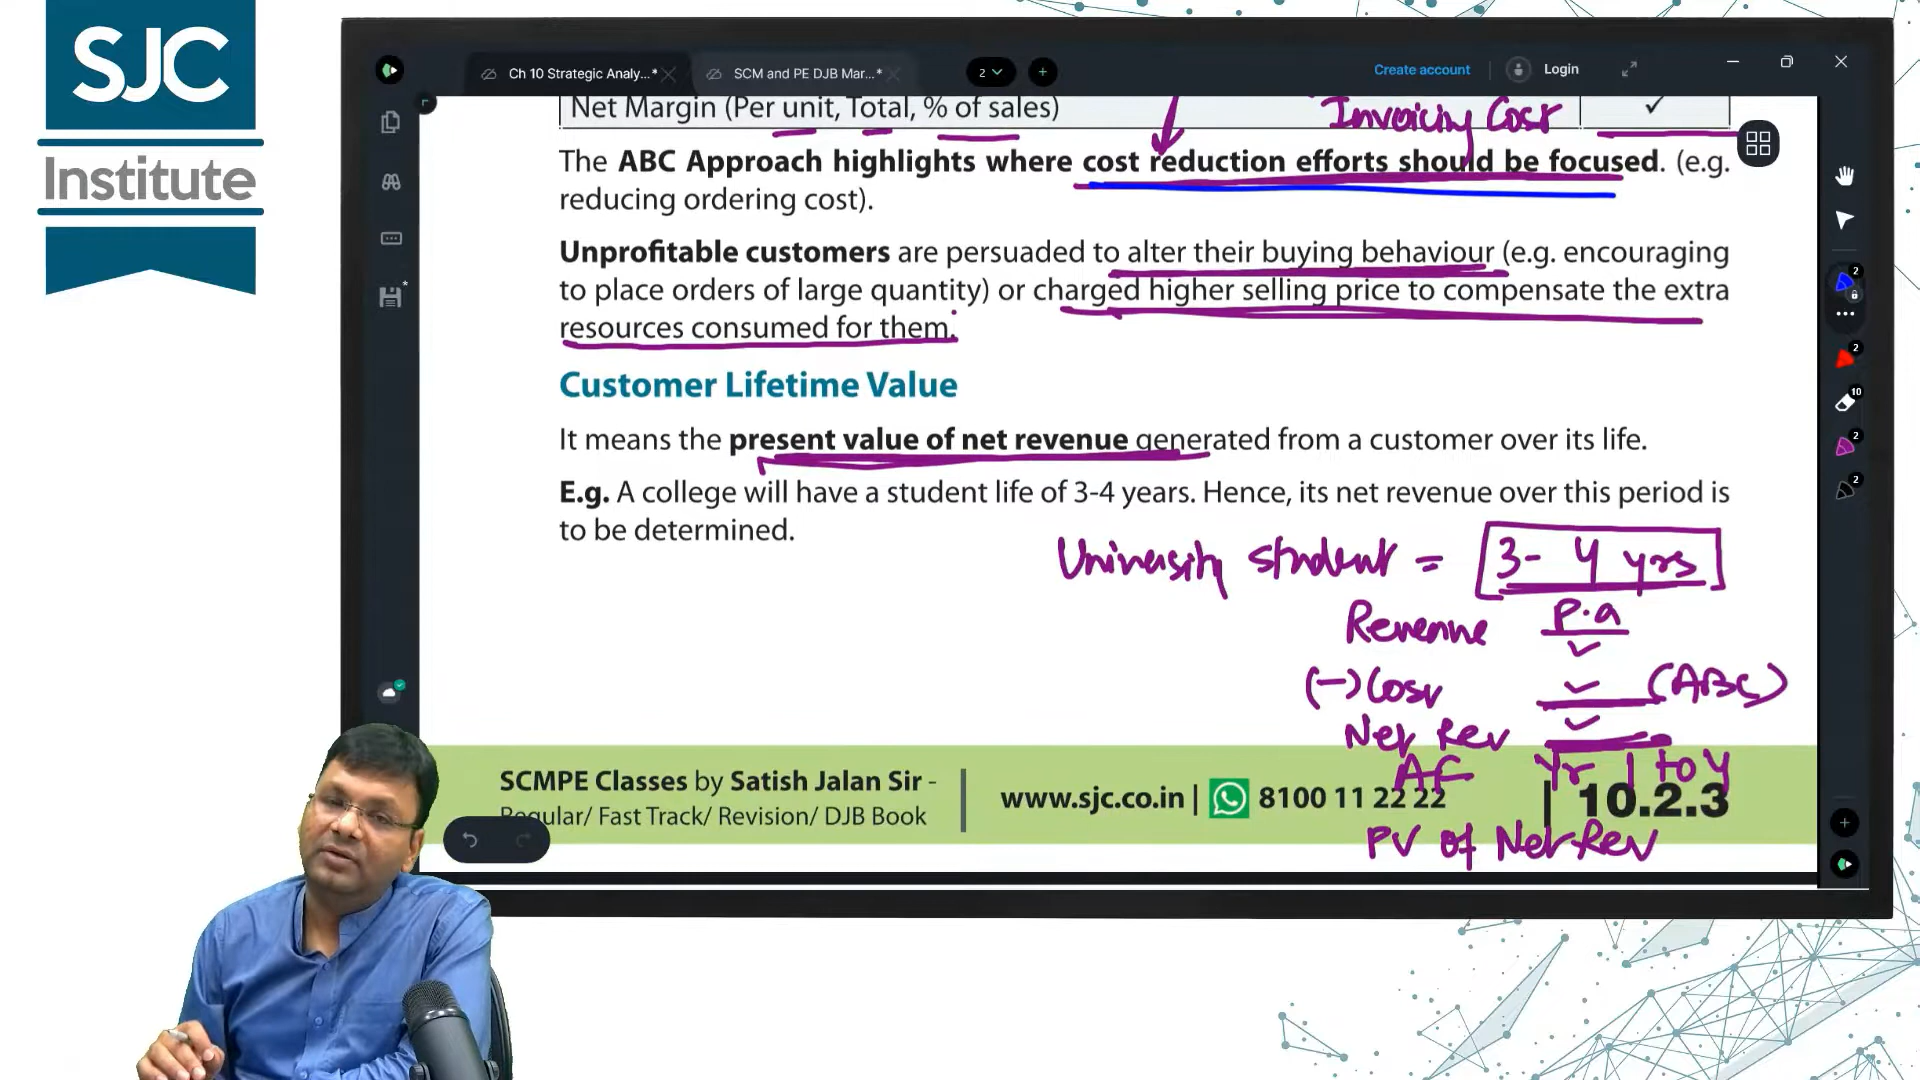 SJC
Institute
Ch 10 Strategic Analy...*
SCM and PE DJB Mar...*
2
Create account
Login
Net Margin (Per unit, Total, % of sales)
Invoicing Cost
✓
The ABC Approach highlights where cost reduction efforts should be focused. (e.g.
reducing ordering cost).
Unprofitable customers are persuaded to alter their buying behaviour (e.g. encouraging
to place orders of large quantity) or charged higher selling price to compensate the extra
resources consumed for them.
Customer Lifetime Value
It means the present value of net revenue generated from a customer over its life.
E.g. A college will have a student life of 3-4 years. Hence, its net revenue over this period is
to be determined.
University student = 3- 4 yrs
Revenue p.a
(-) Cost (ABC)
Net Rev
AF Yr 1 to 4
PV of Net Rev
SCMPE Classes by Satish Jalan Sir -
Regular/ Fast Track/ Revision/ DJB Book
www.sjc.co.in | 8100 11 22 22
10.2.3
2
2
10
2
2